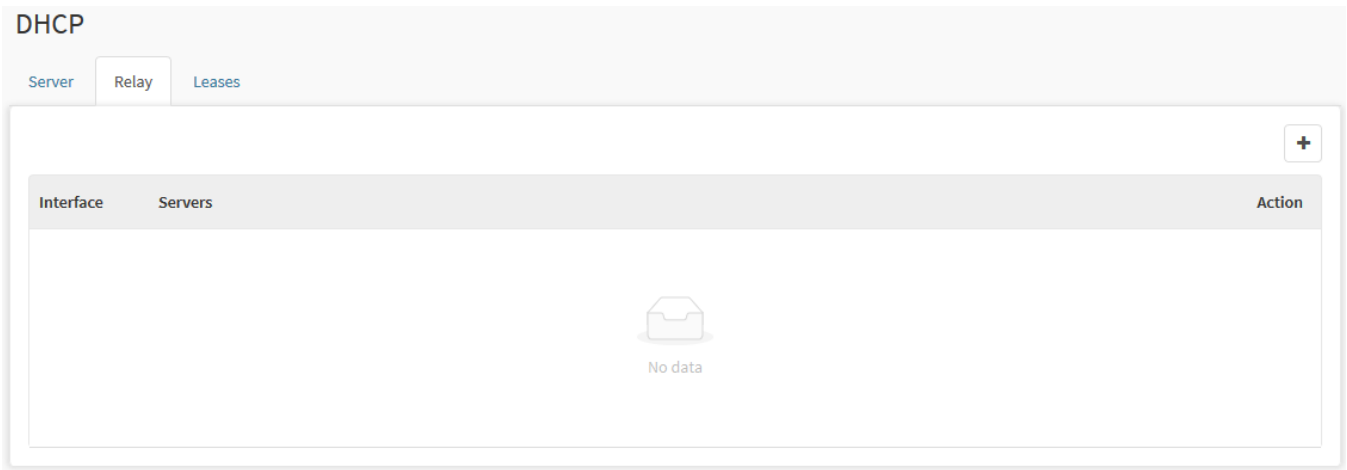 DHCP
Server Relay Leases
+
Interface Servers Action
No data